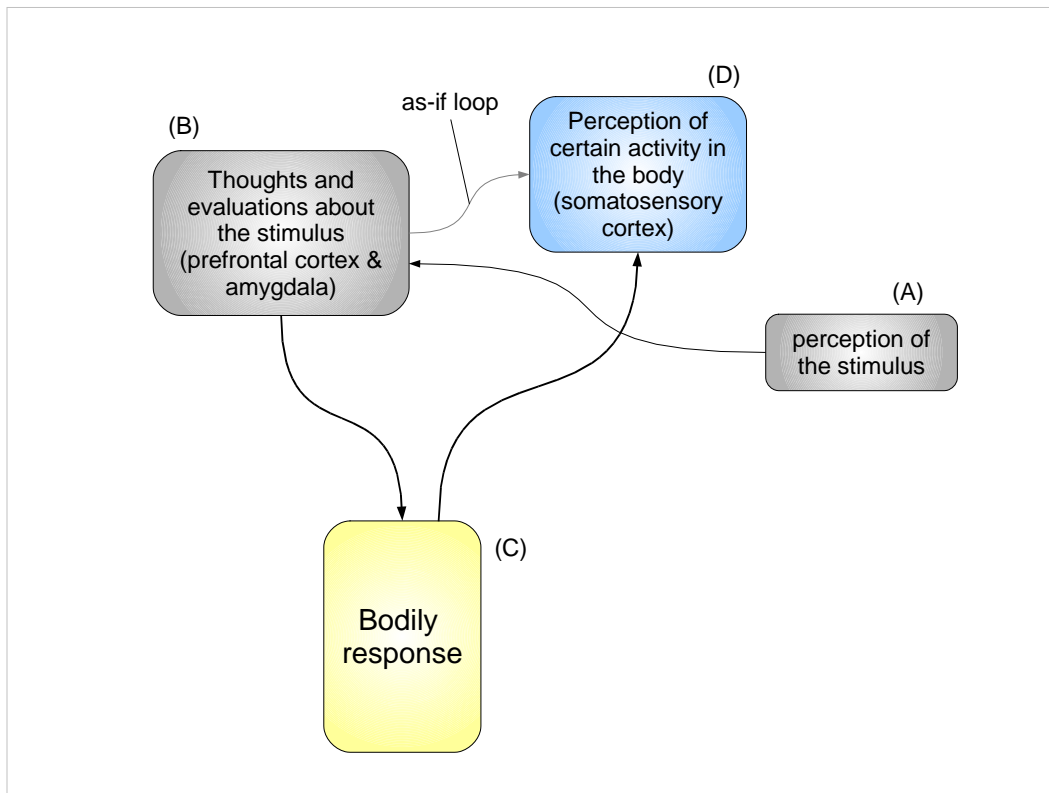 (D)
as-if loop
Perception of
certain activity in
the body
(somatosensory
cortex)
(B)
Thoughts and
evaluations about
the stimulus
(prefrontal cortex &
amygdala)
(A)
perception of
the stimulus
(C)
Bodily
response